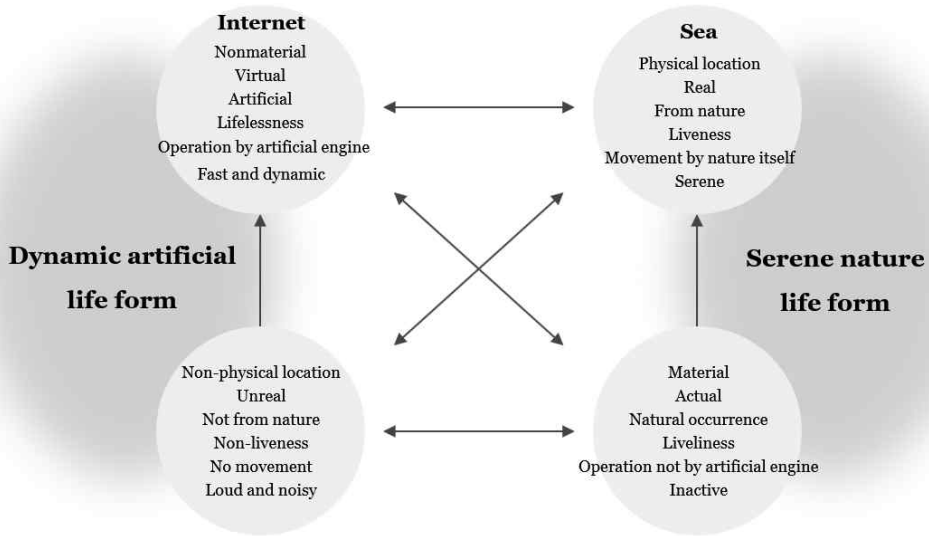 Internet
Nonmaterial
Virtual
Artificial
Lifelessness
Operation by artificial engine
Fast and dynamic
Sea
Physical location
Real
From nature
Liveness
Movement by nature itself
Serene
Dynamic artificial
life form
Serene nature
life form
Non-physical location
Unreal
Not from nature
Non-liveness
No movement
Loud and noisy
Material
Actual
Natural occurrence
Liveliness
Operation not by artificial engine
Inactive